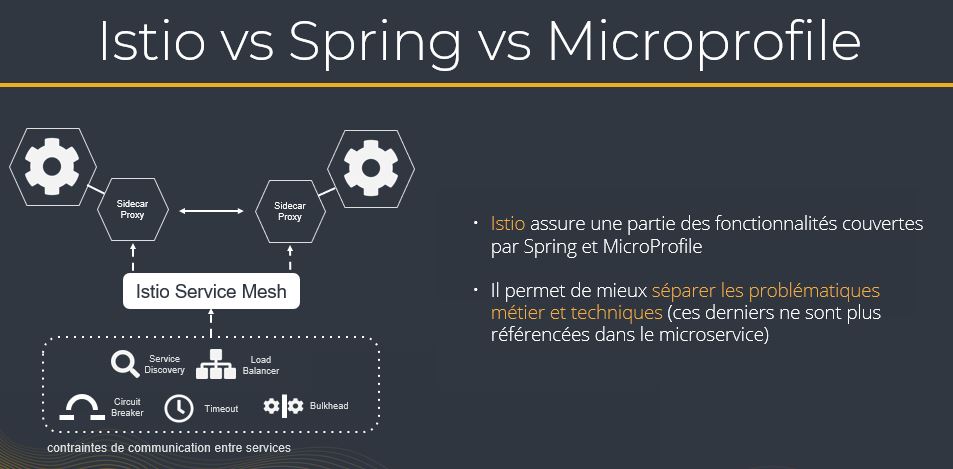 Istio vs Spring vs Microprofile
Sidecar
Proxy
Sidecar
Proxy
Istio Service Mesh
Service
Discovery
Load
Balancer
Circuit
Breaker
Timeout
Bulkhead
contraintes de communication entre services
• Istio assure une partie des fonctionnalités couvertes
par Spring et MicroProfile
• Il permet de mieux séparer les problématiques
métier et techniques (ces derniers ne sont plus
référencées dans le microservice)